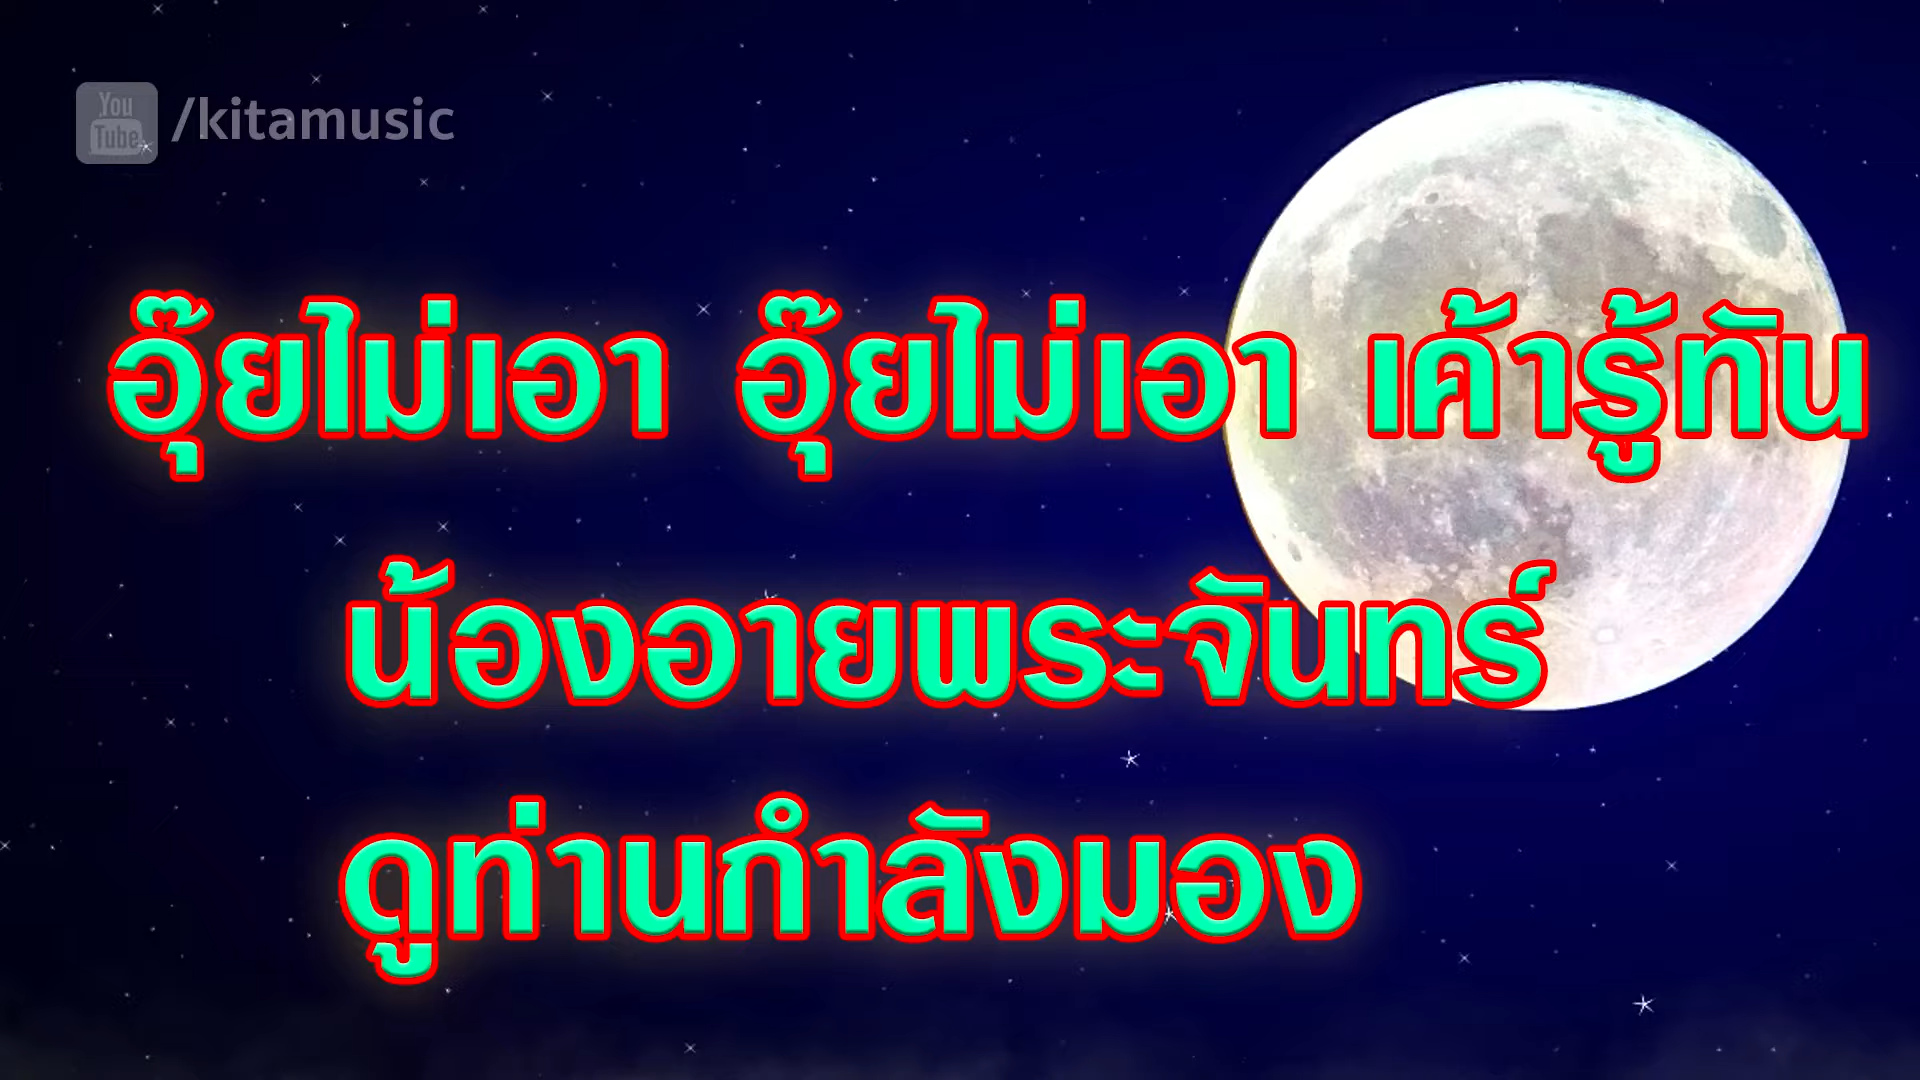 You Tube /kitamusic
อุ๊ยไม่เอา อุ๊ยไม่เอา เค้ารู้ทัน
น้องอายพระจันทร์
ดูท่านกำลังมอง